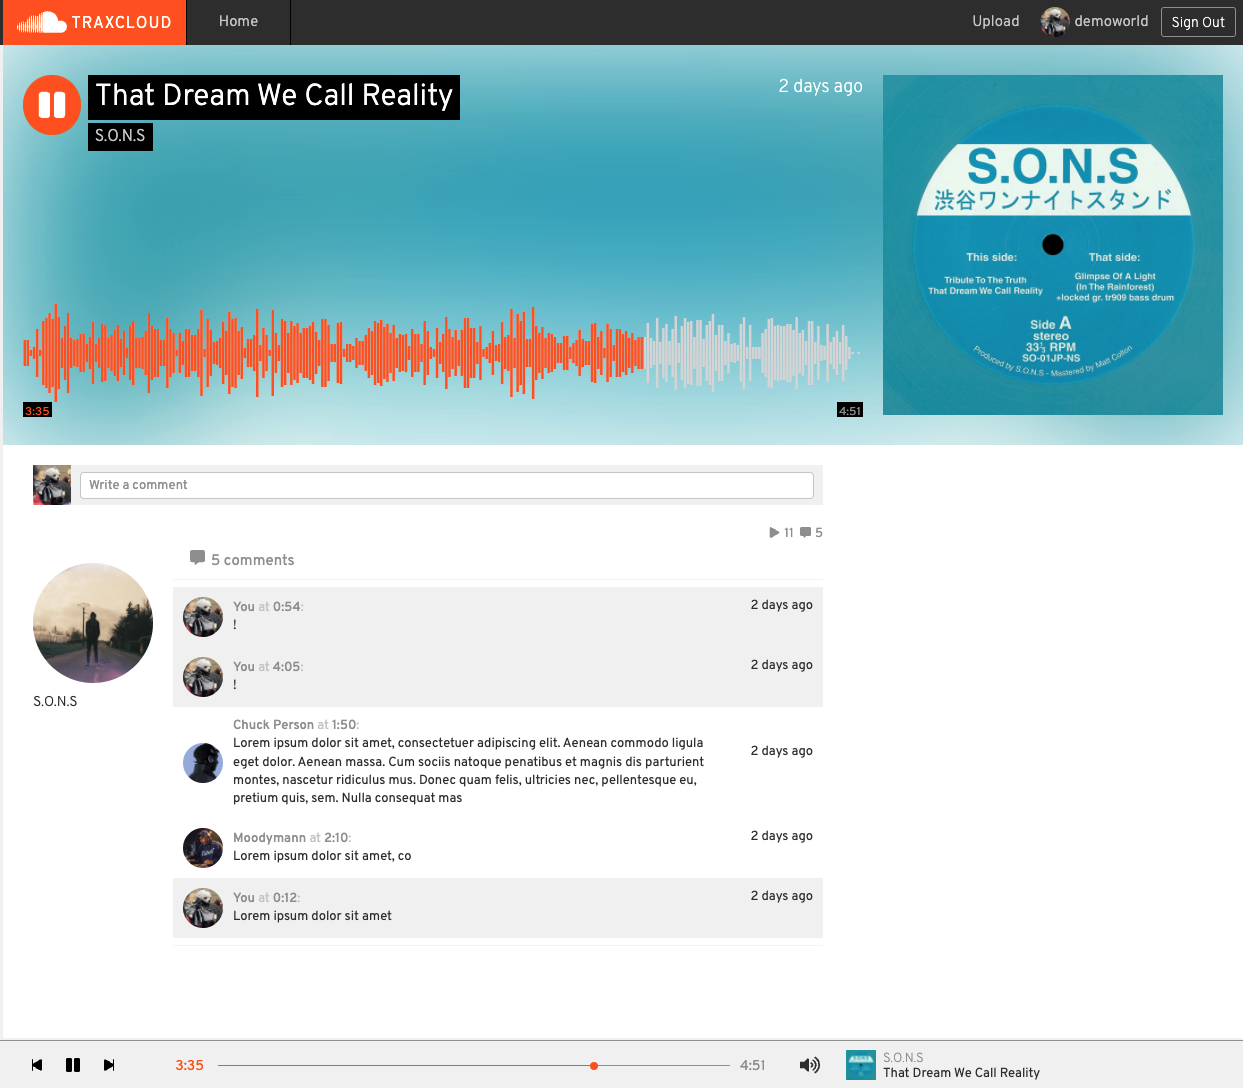 TRAXCLOUD
Home
Upload
demoworld
Sign Out
That Dream We Call Reality
S.O.N.S
2 days ago
S.O.N.S
渋谷ワンナイトスタンド
This side:
Tribute To The Truth
That Dream We Call Reality
That side:
Glimpse Of A Light
(In The Rainforest)
+locked gr. tr909 bass drum
Side A
stereo
33⅓ RPM
SO-01JP-NS
Produced by S.O.N.S - Mastered by Matt Colton
3:35
4:51
Write a comment
11
5
5 comments
You at 0:54:
!
2 days ago
You at 4:05:
!
2 days ago
S.O.N.S
Chuck Person at 1:50:
Lorem ipsum dolor sit amet, consectetuer adipiscing elit. Aenean commodo ligula
eget dolor. Aenean massa. Cum sociis natoque penatibus et magnis dis parturient
montes, nascetur ridiculus mus. Donec quam felis, ultricies nec, pellentesque eu,
pretium quis, sem. Nulla consequat mas
2 days ago
Moodymann at 2:10:
Lorem ipsum dolor sit amet, co
2 days ago
You at 0:12:
Lorem ipsum dolor sit amet
2 days ago
3:35
4:51
S.O.N.S
That Dream We Call Reality